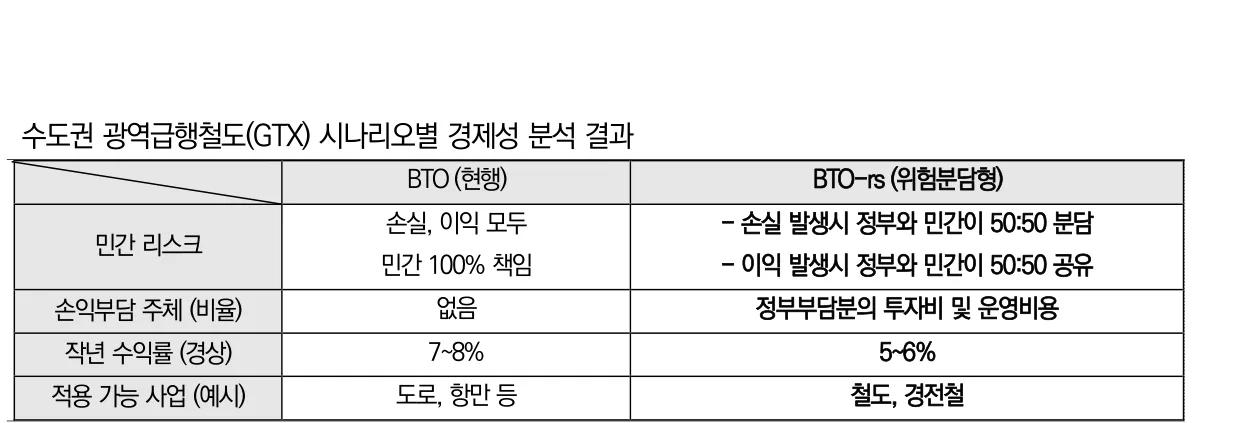 수도권 광역급행철도(GTX) 시나리오별 경제성 분석 결과
BTO (현행)
BTO-rs (위험분담형)
민간 리스크
손실, 이익 모두
민간 100% 책임
- 손실 발생시 정부와 민간이 50:50 분담
- 이익 발생시 정부와 민간이 50:50 공유
손익부담 주체 (비율)
없음
정부부담분의 투자비 및 운영비용
작년 수익률 (경상)
7~8%
5~6%
적용 가능 사업 (예시)
도로, 항만 등
철도, 경전철